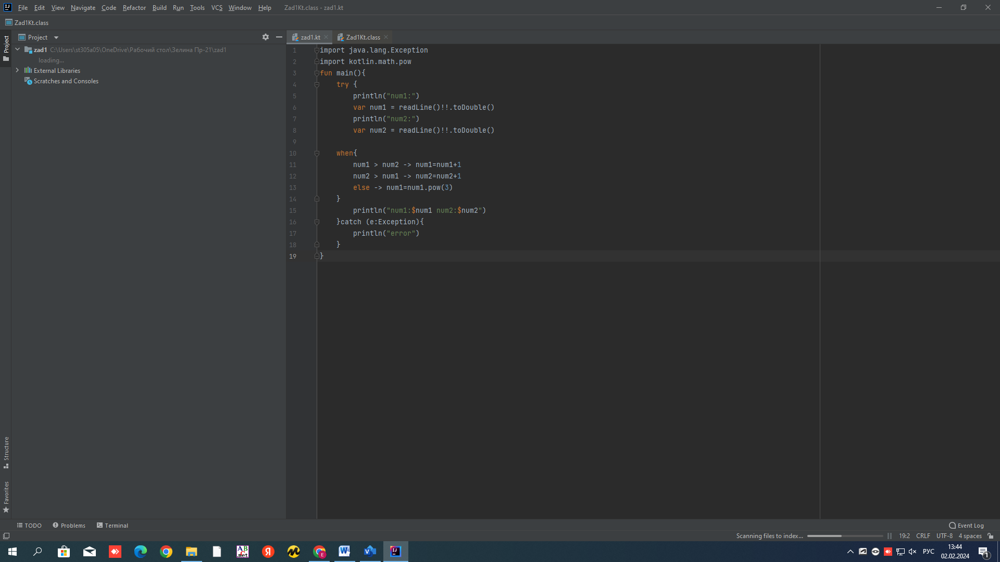 File Edit View Navigate Code Refactor Build Run Tools VCS Window Help Zad1Kt.class - zad1.kt
Zad1Kt.class
Project
Project
zad1 C:\Users\st305a05\OneDrive\Рабочий стол\Зелина Пр-21\zad1
loading...
External Libraries
Scratches and Consoles
Structure
Favorites
zad1.kt Zad1Kt.class
1 import java.lang.Exception
2 import kotlin.math.pow
3 fun main(){
4 try {
5 println("num1:")
6 var num1 = readLine()!!.toDouble()
7 println("num2:")
8 var num2 = readLine()!!.toDouble()
9
10 when{
11 num1 > num2 -> num1=num1+1
12 num2 > num1 -> num2=num2+1
13 else -> num1=num1.pow(3)
14 }
15 println("num1:$num1 num2:$num2")
16 }catch (e:Exception){
17 println("error")
18 }
19 }
TODO Problems Terminal Event Log
Scanning files to index... 19:2 CRLF UTF-8 4 spaces
AB
.net
Я
E
W
V
IJ
РУС
13:44
02.02.2024
1